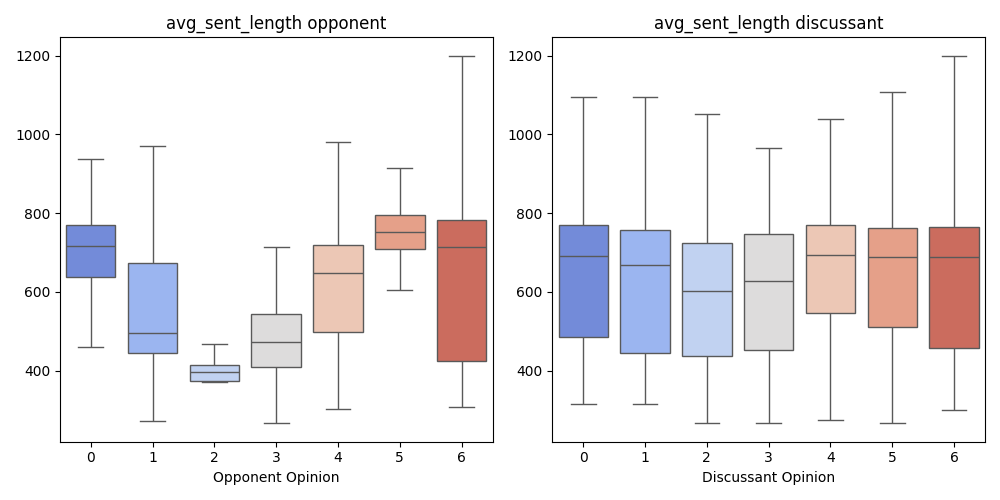 avg_sent_length opponent
1200
1000
800
600
400
0 1 2 3 4 5 6
Opponent Opinion
avg_sent_length discussant
1200
1000
800
600
400
0 1 2 3 4 5 6
Discussant Opinion